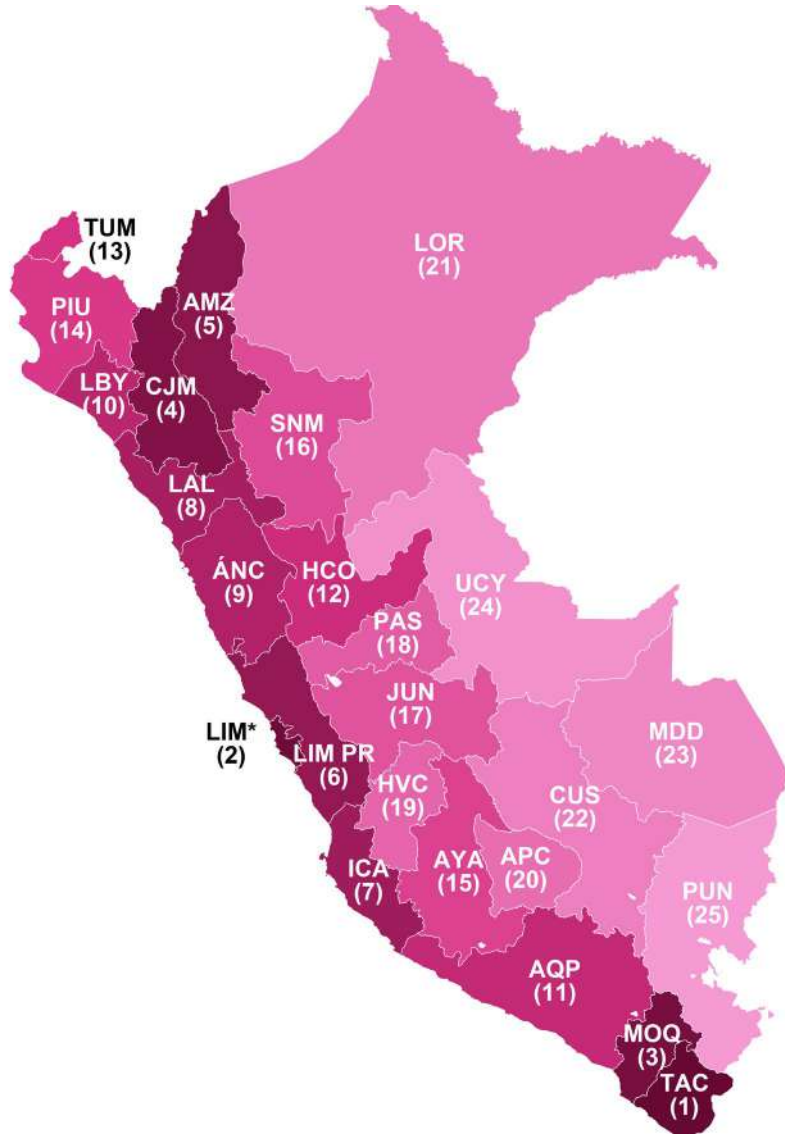 TUM
(13)
LOR
(21)
AMZ
(5)
PIU
(14)
LBY
(10)
CJM
(4)
SNM
(16)
LAL
(8)
ÁNC
(9)
HCO
(12)
UCY
(24)
PAS
(18)
JUN
(17)
LIM*
(2)
LIM PR
(6)
MDD
(23)
HVC
(19)
CUS
(22)
ICA
(7)
AYA
(15)
APC
(20)
PUN
(25)
AQP
(11)
MOQ
(3)
TAC
(1)